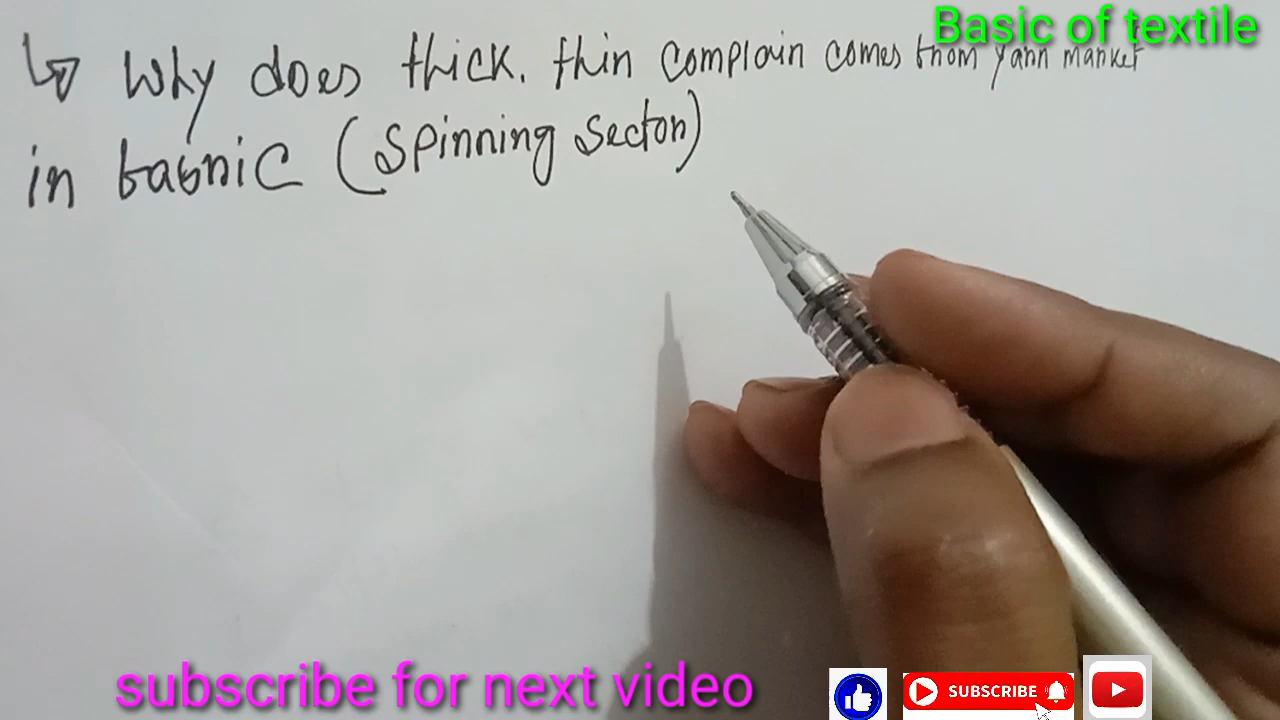 Basic of textile
Why does thick. thin complain comes from yarn market
in fabric (Spinning Sector)
subscribe for next video
SUBSCRIBE